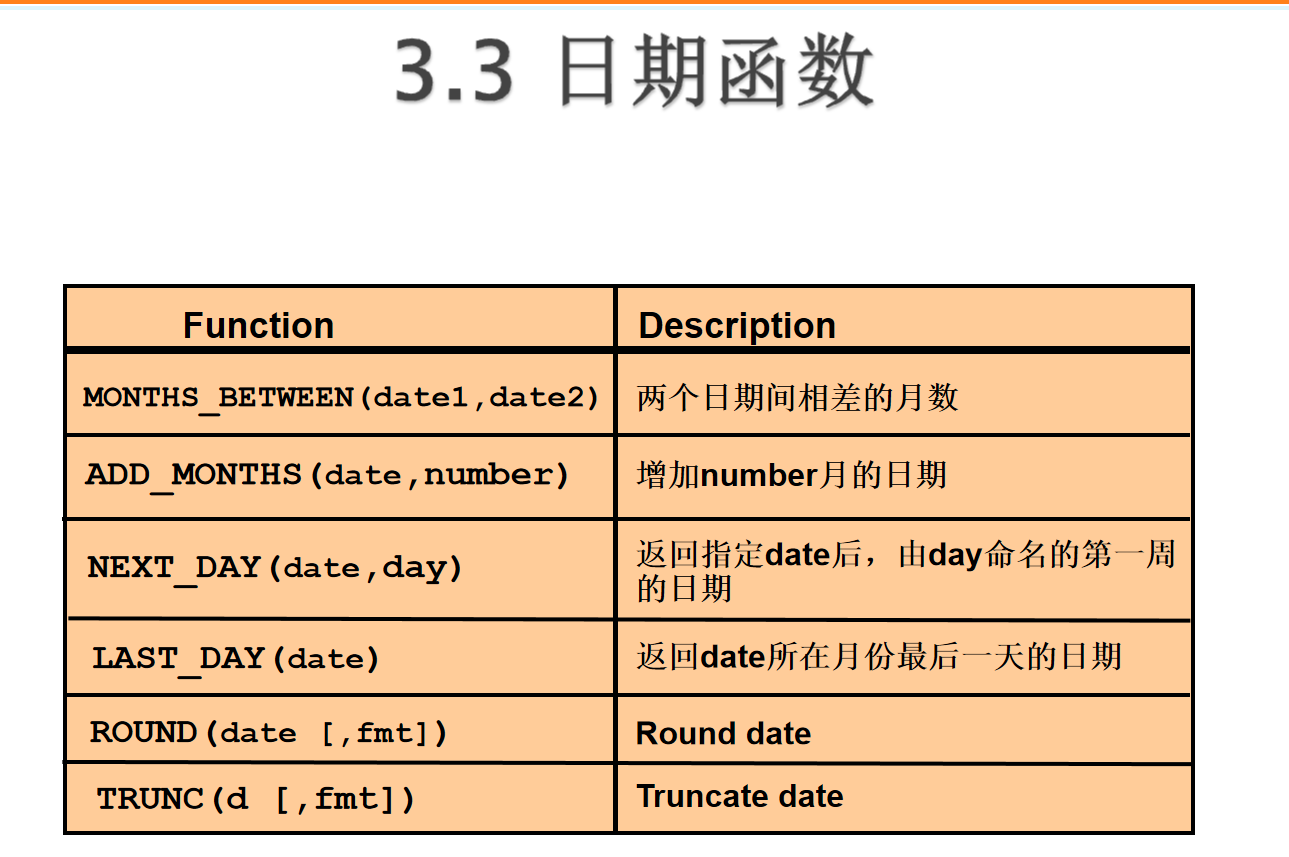 3.3 日期函数
Function Description
MONTHS_BETWEEN(date1,date2) 两个日期间相差的月数
ADD_MONTHS(date,number) 增加number月的日期
NEXT_DAY(date,day) 返回指定date后，由day命名的第一周
的日期
LAST_DAY(date) 返回date所在月份最后一天的日期
ROUND(date [,fmt]) Round date
TRUNC(d [,fmt]) Truncate date